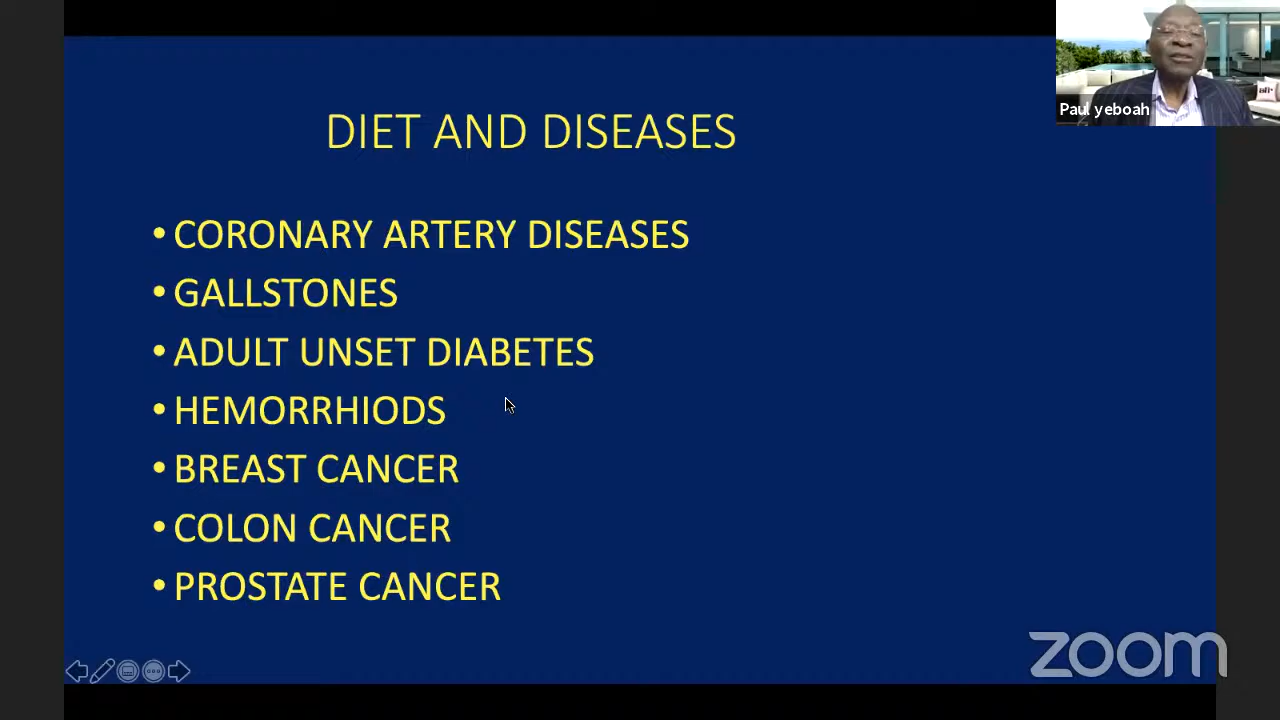 Paul yeboah
DIET AND DISEASES
• CORONARY ARTERY DISEASES
• GALLSTONES
• ADULT UNSET DIABETES
• HEMORRHIODS
• BREAST CANCER
• COLON CANCER
• PROSTATE CANCER
zoom